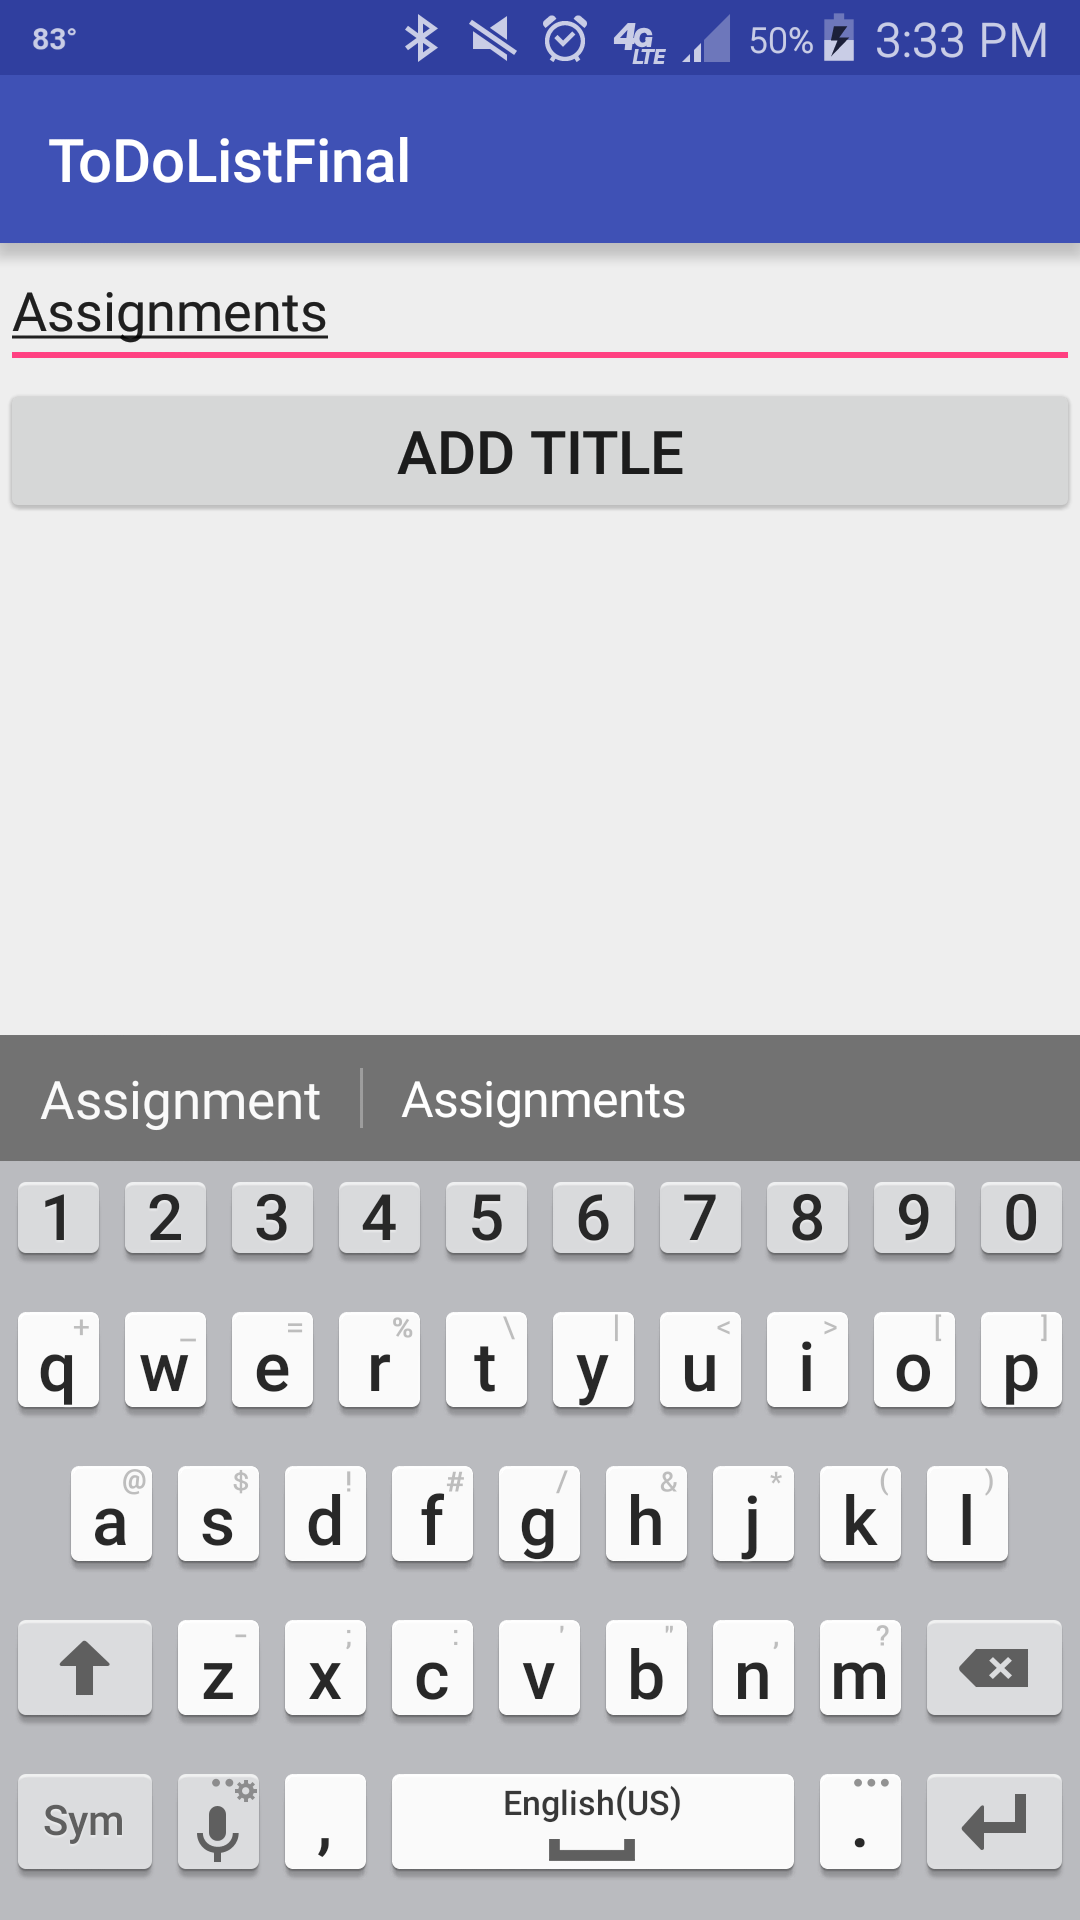 83° 4G LTE 50% 3:33 PM
ToDoListFinal
Assignments
ADD TITLE
Assignment Assignments
1 2 3 4 5 6 7 8 9 0
+ _ = % \ | < > [ ]
q w e r t y u i o p
@ $ ! # / & * ( )
a s d f g h j k l
- ; : ' " , ?
z x c v b n m
Sym , English(US) .